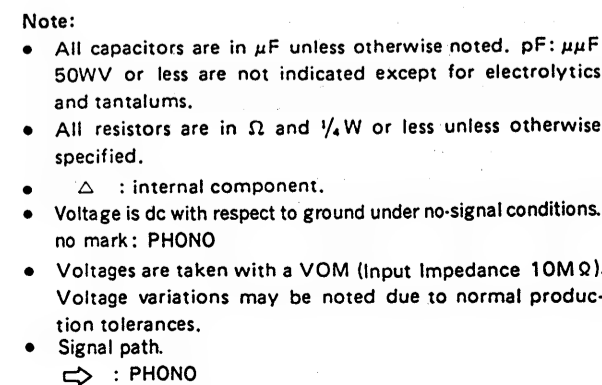 Note:
• All capacitors are in μF unless otherwise noted. pF: μμF
50WV or less are not indicated except for electrolytics
and tantalums.
• All resistors are in Ω and ¼W or less unless otherwise
specified.
• △ : internal component.
• Voltage is dc with respect to ground under no-signal conditions.
no mark: PHONO
• Voltages are taken with a VOM (Input Impedance 10MΩ).
Voltage variations may be noted due to normal produc-
tion tolerances.
• Signal path.
⇨ : PHONO